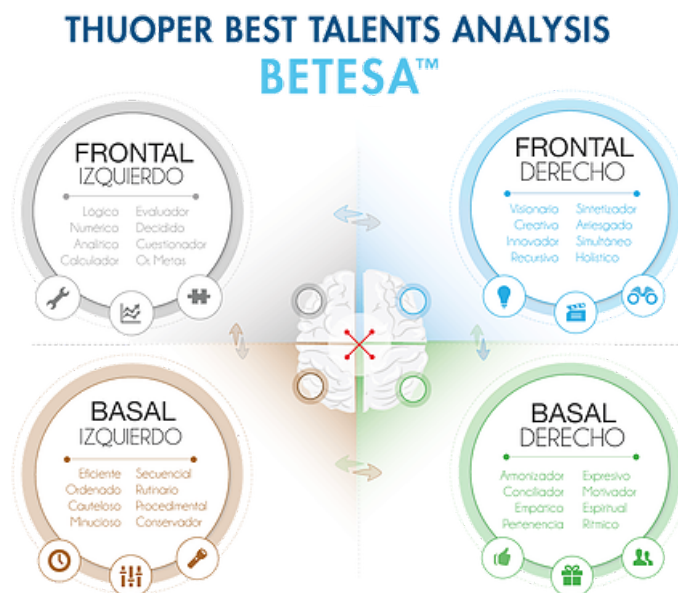 THUOPER BEST TALENTS ANALYSIS
BETESA™
FRONTAL
IZQUIERDO
Lógico Evaluador
Numérico Decidido
Analítico Cuestionador
Calculador Or. Metas
FRONTAL
DERECHO
Visionario Sintetizador
Creativo Arriesgado
Innovador Simultáneo
Recursivo Holístico
BASAL
IZQUIERDO
Eficiente Secuencial
Ordenado Rutinario
Cauteloso Procedimental
Minucioso Conservador
BASAL
DERECHO
Armonizador Expresivo
Conciliador Motivador
Empático Espiritual
Pertenencia Rítmico